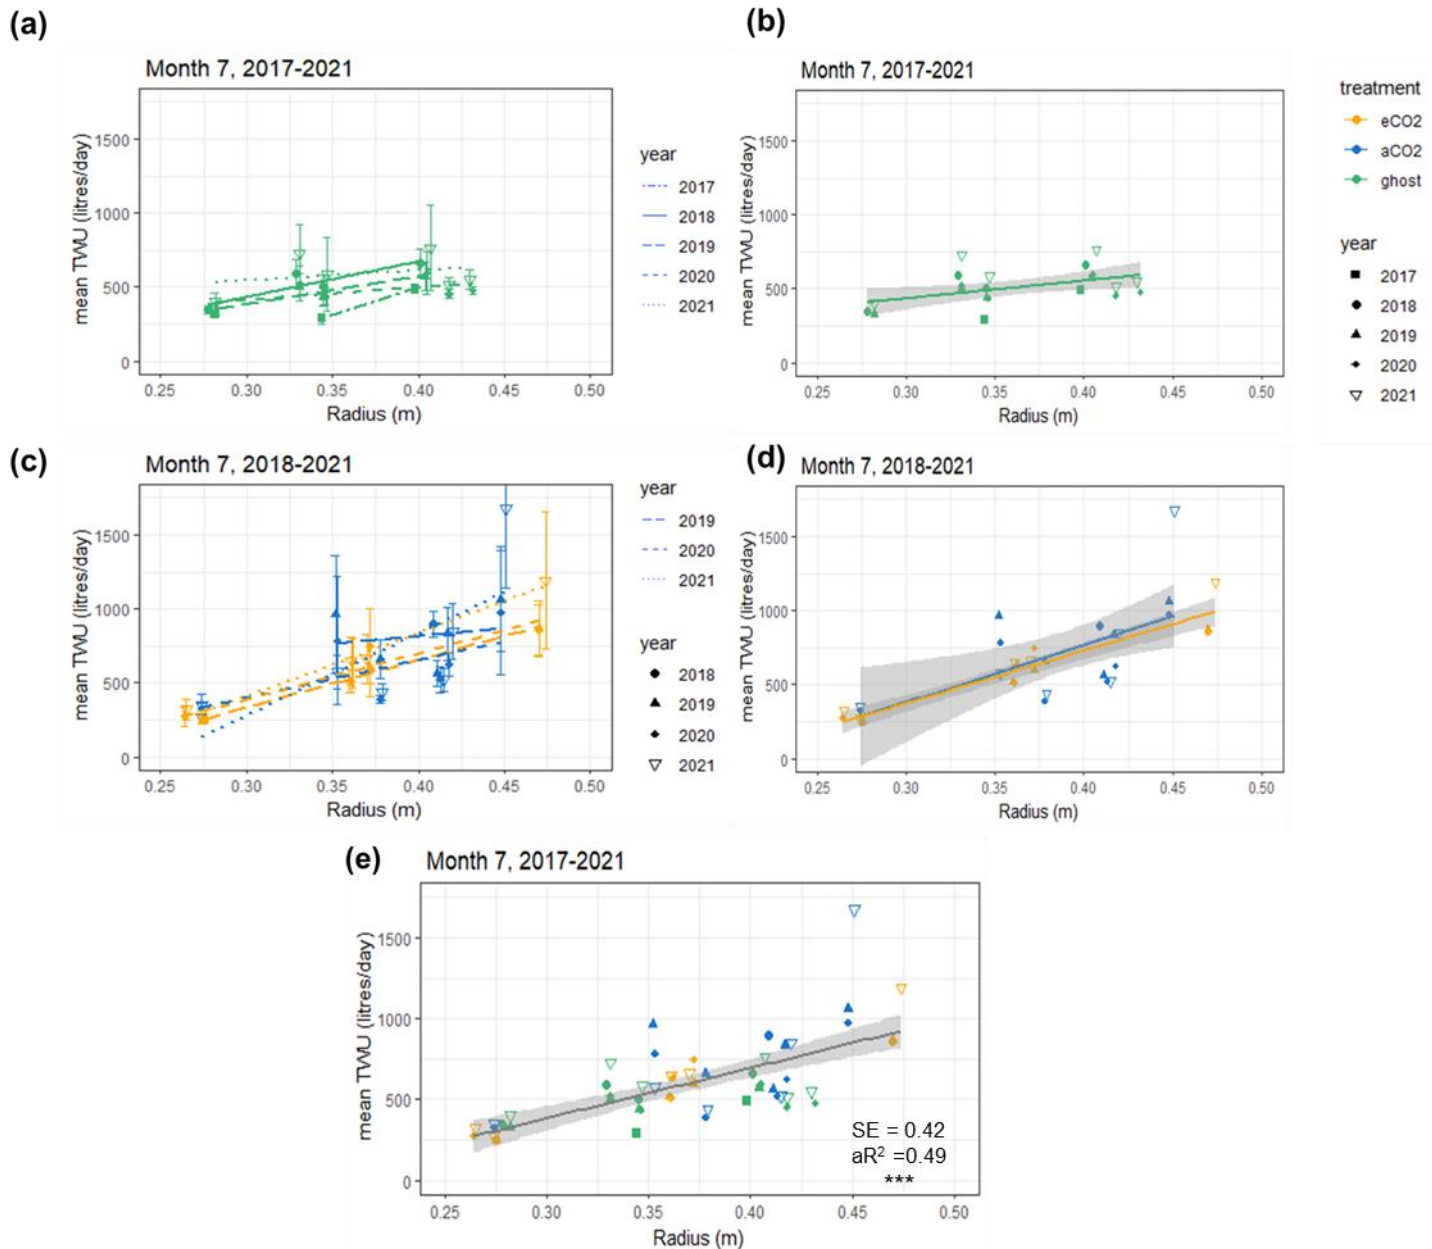 (a)
Month 7, 2017-2021
mean TWU (litres/day)
1500
1000
500
0
0.25 0.30 0.35 0.40 0.45 0.50
Radius (m)
year
2017
2018
2019
2020
2021
(b)
Month 7, 2017-2021
mean TWU (litres/day)
1500
1000
500
0
0.25 0.30 0.35 0.40 0.45 0.50
Radius (m)
treatment
eCO2
aCO2
ghost
year
2017
2018
2019
2020
2021
(c)
Month 7, 2018-2021
mean TWU (litres/day)
1500
1000
500
0
0.25 0.30 0.35 0.40 0.45 0.50
Radius (m)
year
2019
2020
2021
year
2018
2019
2020
2021
(d)
Month 7, 2018-2021
mean TWU (litres/day)
1500
1000
500
0
0.25 0.30 0.35 0.40 0.45 0.50
Radius (m)
(e)
Month 7, 2017-2021
mean TWU (litres/day)
1500
1000
500
0
0.25 0.30 0.35 0.40 0.45 0.50
Radius (m)
SE = 0.42
aR² =0.49
***